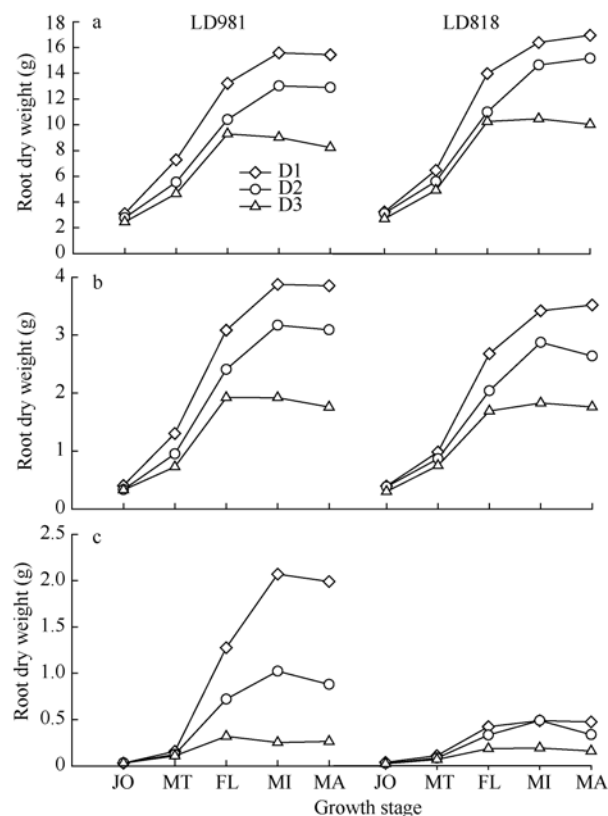 a
LD981
LD818
Root dry weight (g)
18
16
14
12
10
8
6
4
2
0
D1
D2
D3
b
Root dry weight (g)
4
3
2
1
0
c
Root dry weight (g)
2.5
2.0
1.5
1.0
0.5
0
JO MT FL MI MA JO MT FL MI MA
Growth stage